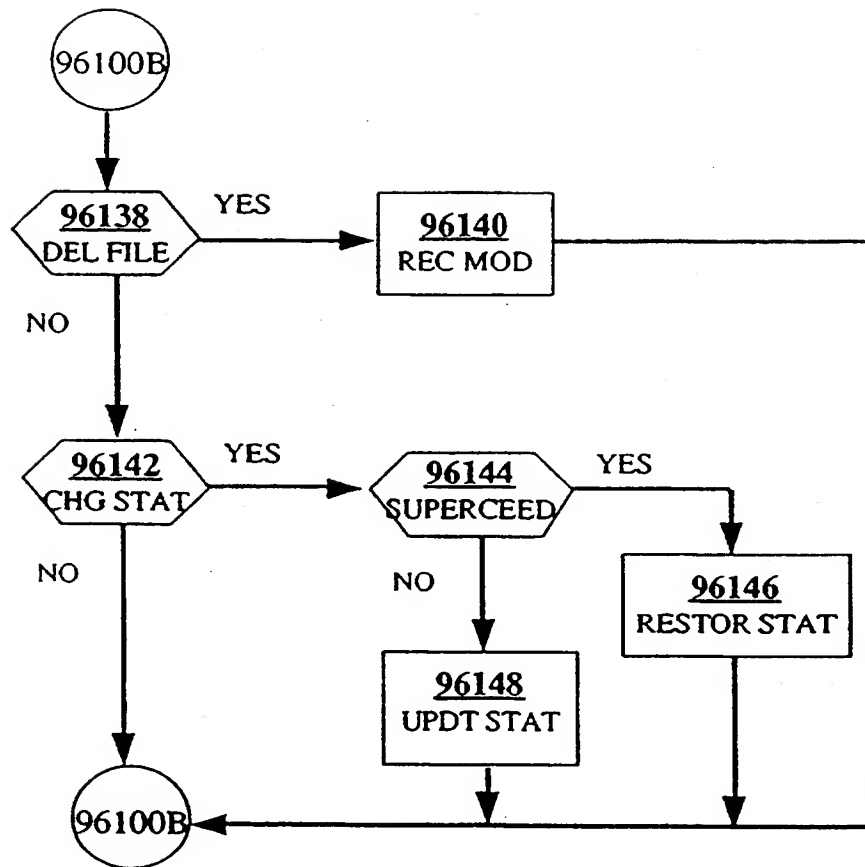 96100B
96138
DEL FILE
YES
96140
REC MOD
NO
96142
CHG STAT
YES
96144
SUPERCEED
YES
NO
NO
96146
RESTOR STAT
96148
UPDT STAT
96100B